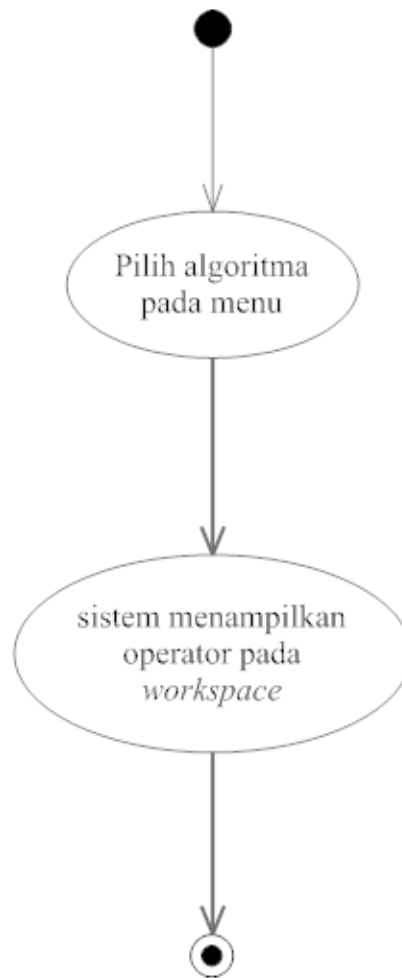 Pilih algoritma
pada menu
sistem menampilkan
operator pada
workspace